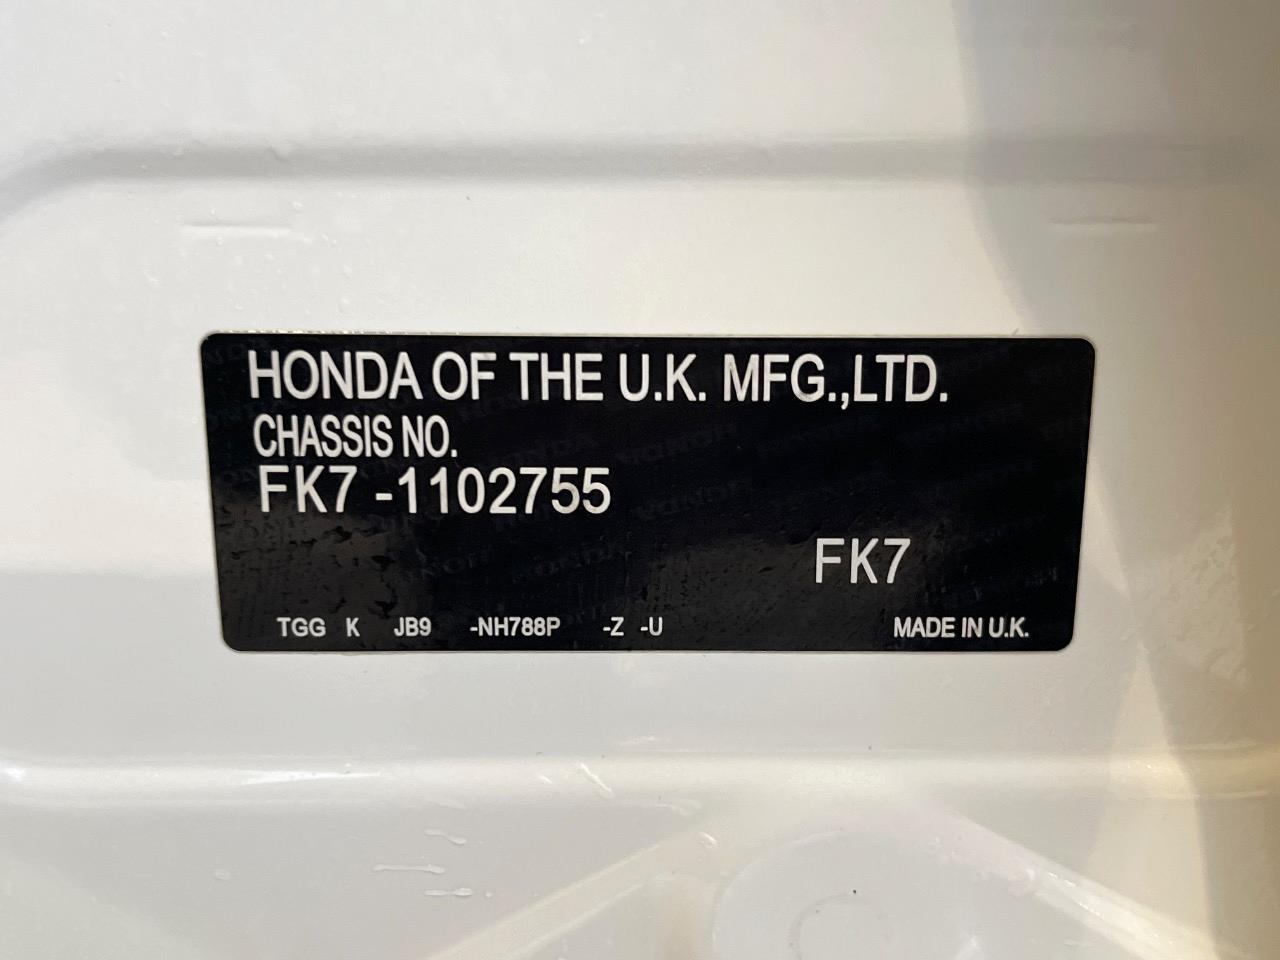 HONDA OF THE U.K. MFG.,LTD.
CHASSIS NO.
FK7 -1102755
FK7
TGG K JB9 -NH788P -Z -U MADE IN U.K.